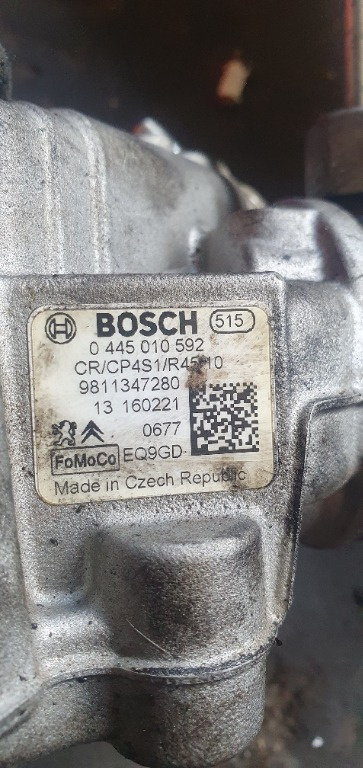 BOSCH 515
0 445 010 592
CR/CP4S1/R45/10
9811347280
13 160221
0677
FoMoCo EQ9GD
Made in Czech Republic